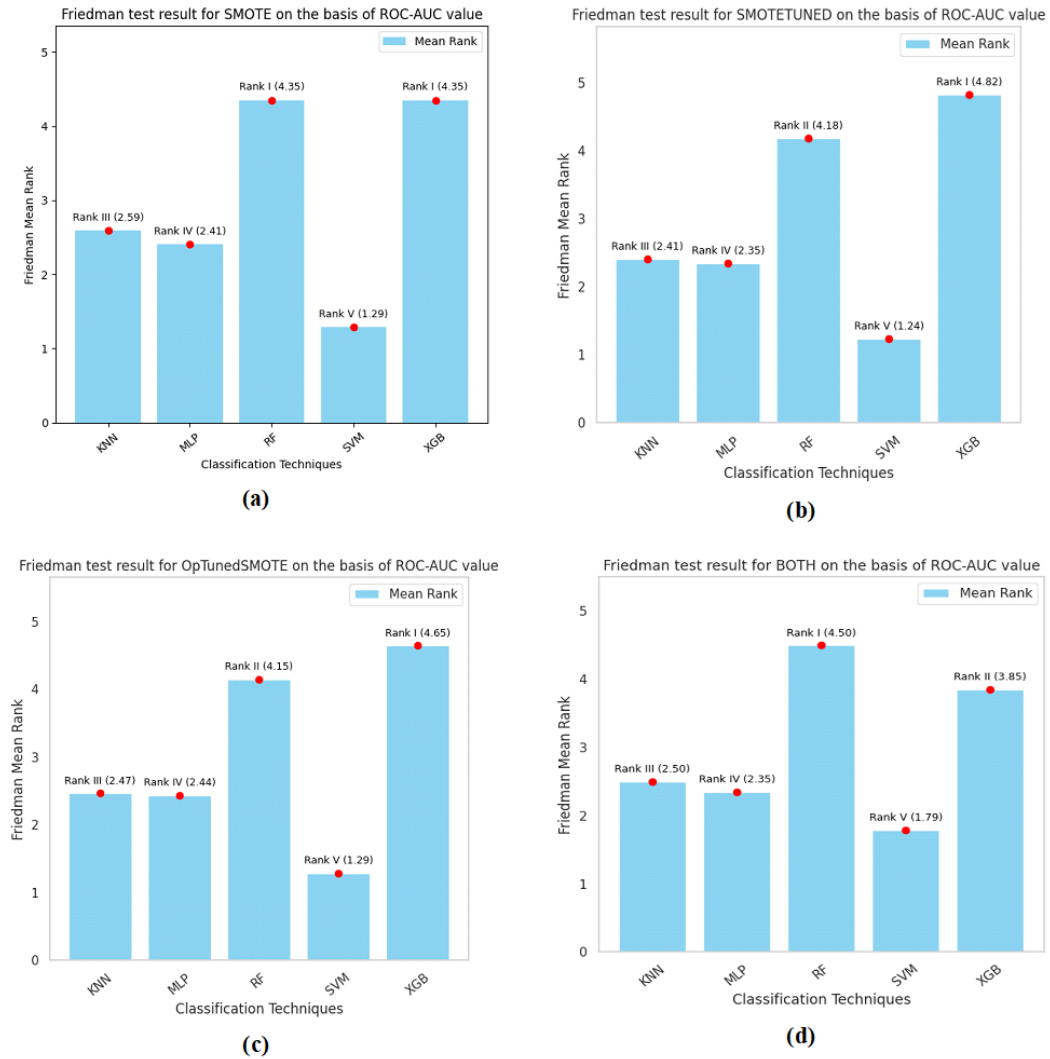 Friedman test result for SMOTE on the basis of ROC-AUC value
Mean Rank
Friedman Mean Rank
5
4
3
2
1
0
Rank III (2.59)
Rank IV (2.41)
Rank I (4.35)
Rank V (1.29)
Rank I (4.35)
KNN
MLP
RF
SVM
XGB
Classification Techniques
(a)
Friedman test result for SMOTETUNED on the basis of ROC-AUC value
Mean Rank
Friedman Mean Rank
5
4
3
2
1
0
Rank III (2.41)
Rank IV (2.35)
Rank II (4.18)
Rank V (1.24)
Rank I (4.82)
KNN
MLP
RF
SVM
XGB
Classification Techniques
(b)
Friedman test result for OpTunedSMOTE on the basis of ROC-AUC value
Mean Rank
Friedman Mean Rank
5
4
3
2
1
0
Rank III (2.47)
Rank IV (2.44)
Rank II (4.15)
Rank V (1.29)
Rank I (4.65)
KNN
MLP
RF
SVM
XGB
Classification Techniques
(c)
Friedman test result for BOTH on the basis of ROC-AUC value
Mean Rank
Friedman Mean Rank
5
4
3
2
1
0
Rank III (2.50)
Rank IV (2.35)
Rank I (4.50)
Rank V (1.79)
Rank II (3.85)
KNN
MLP
RF
SVM
XGB
Classification Techniques
(d)